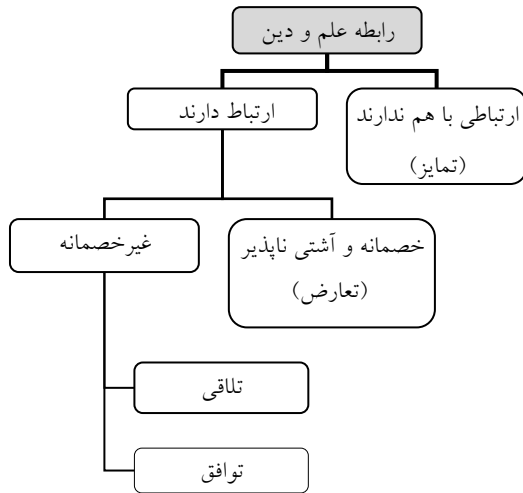 رابطه علم و دین
ارتباطی با هم ندارند
(تمایز)
ارتباط دارند
خصمانه و آشتی ناپذیر
(تعارض)
غیرخصمانه
تلاقی
توافق